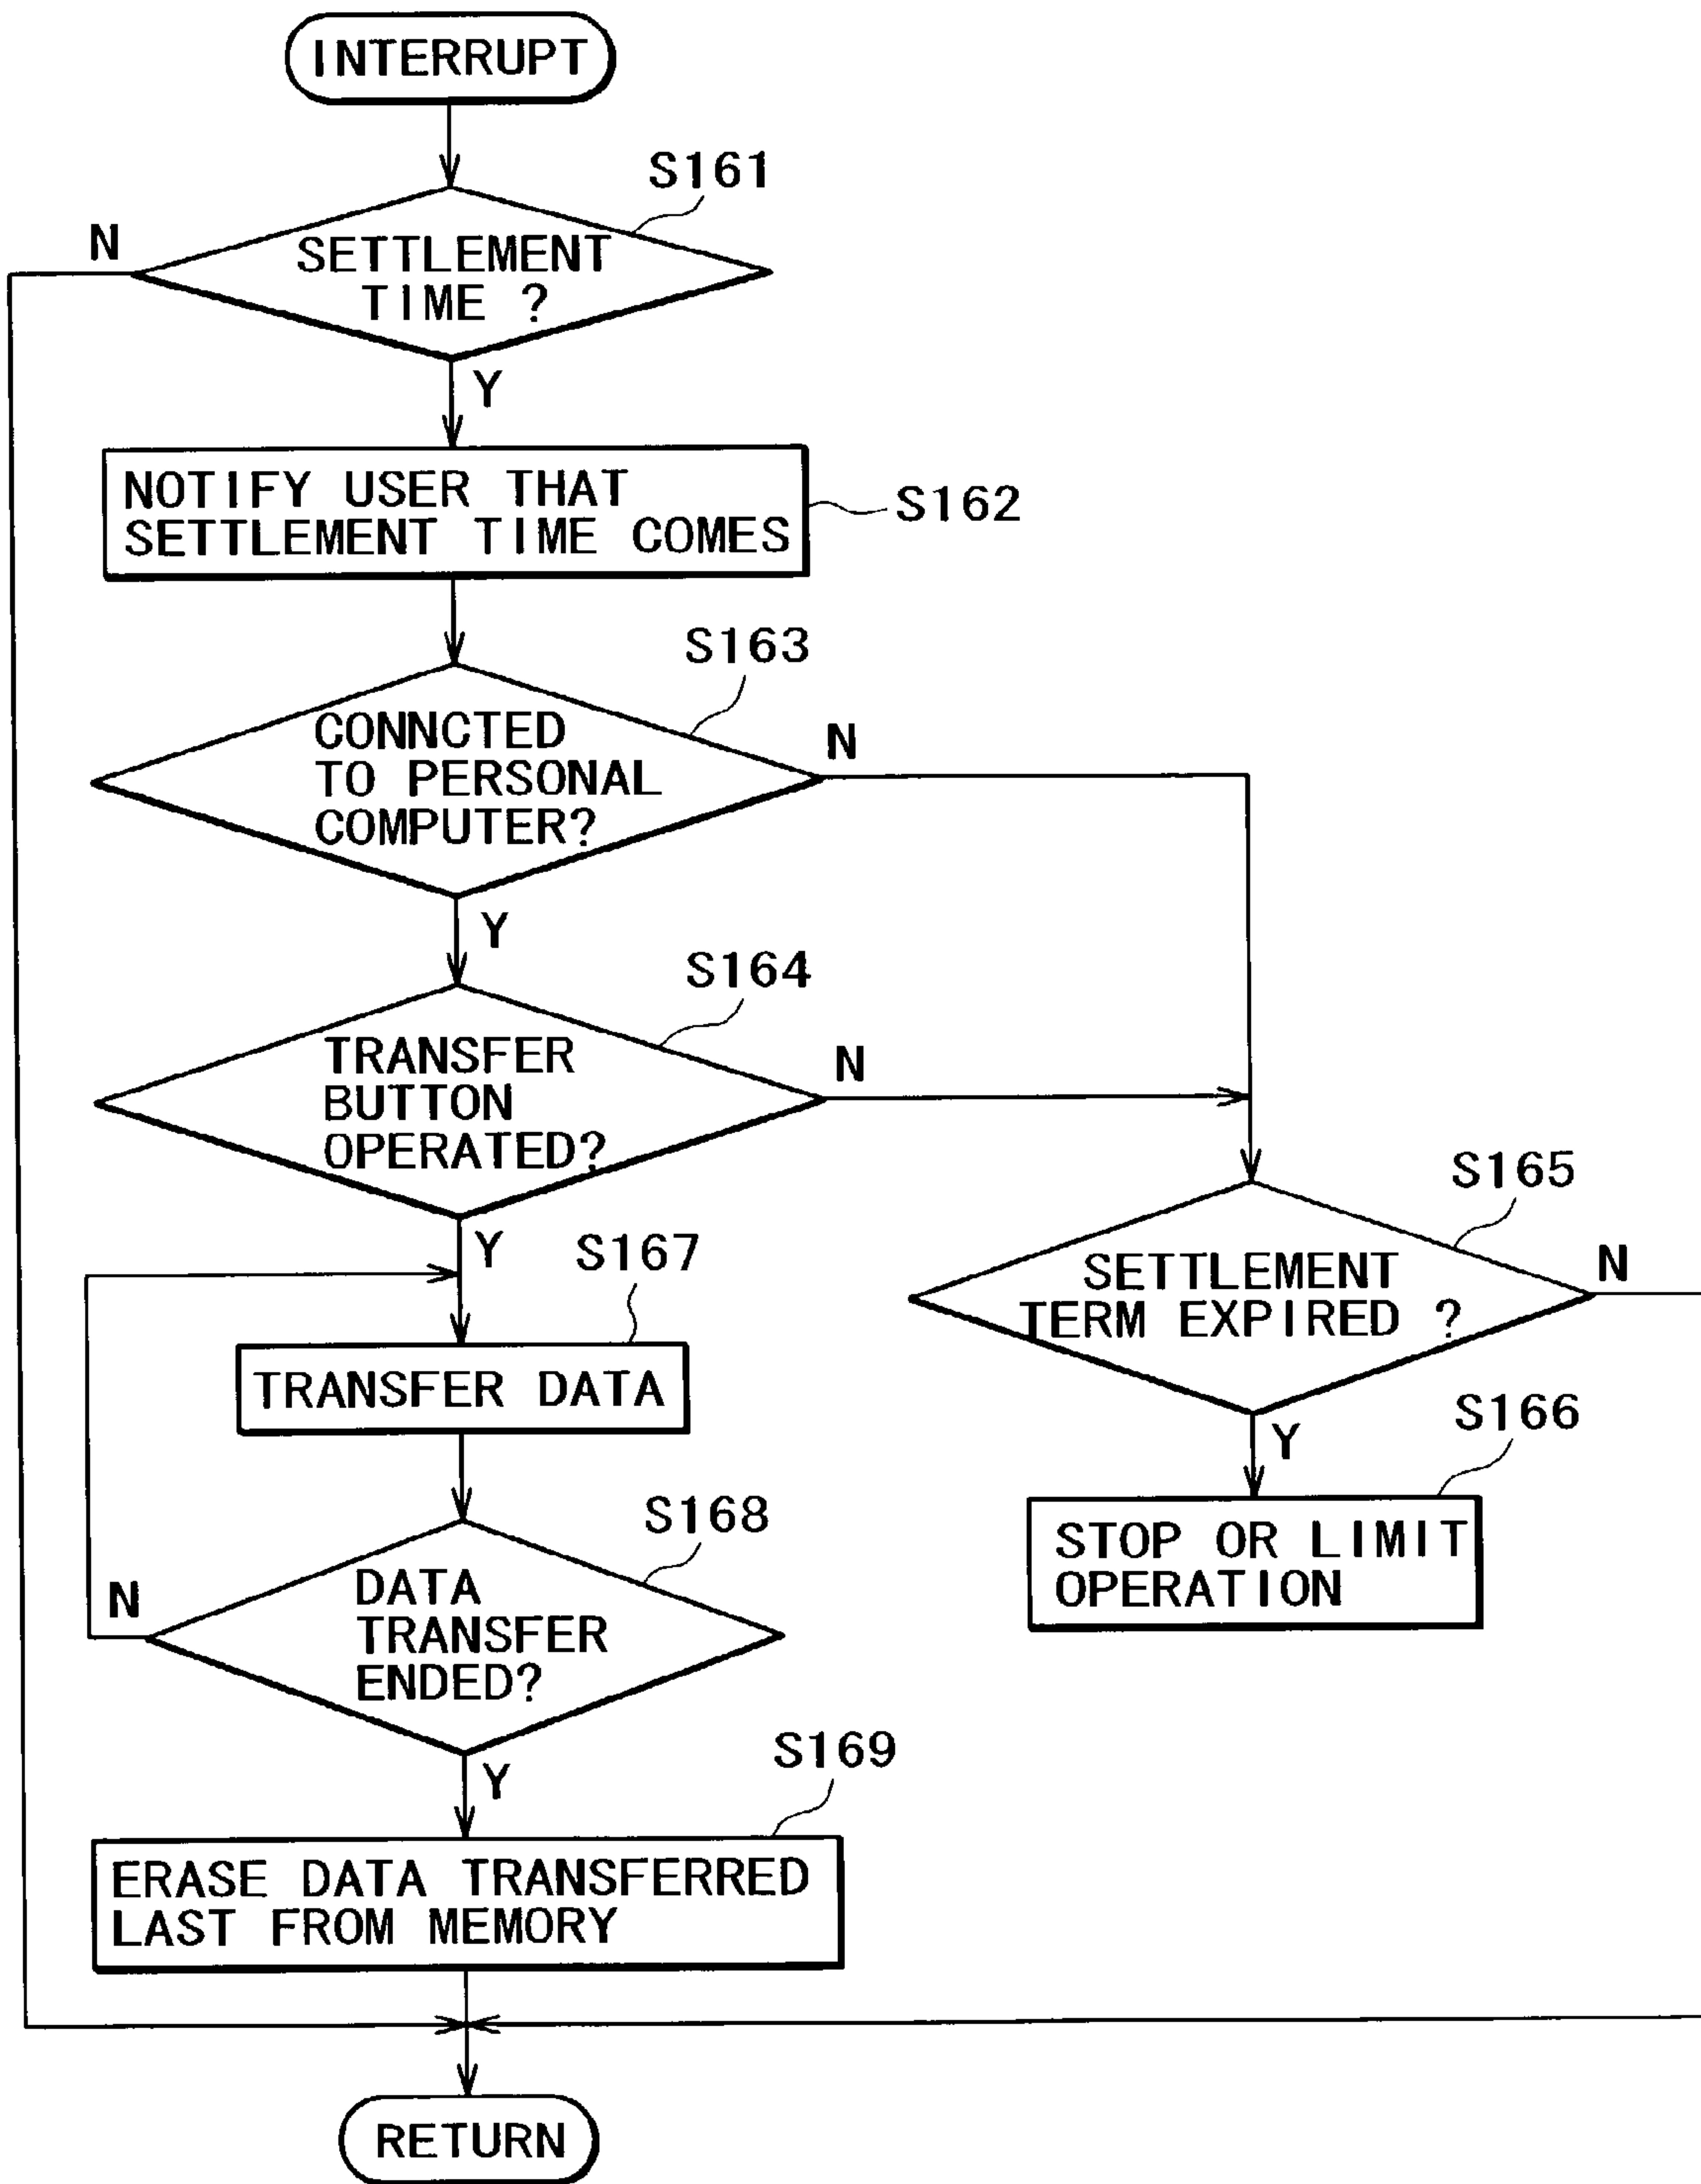 INTERRUPT
S161
N
SETTLEMENT
TIME ?
Y
NOTIFY USER THAT
SETTLEMENT TIME COMES
S162
S163
CONNCTED
TO PERSONAL
COMPUTER?
N
Y
S164
TRANSFER
BUTTON
OPERATED?
N
Y
S165
SETTLEMENT
TERM EXPIRED ?
N
Y
S166
STOP OR LIMIT
OPERATION
S167
TRANSFER DATA
S168
DATA
TRANSFER
ENDED?
N
Y
S169
ERASE DATA TRANSFERRED
LAST FROM MEMORY
RETURN